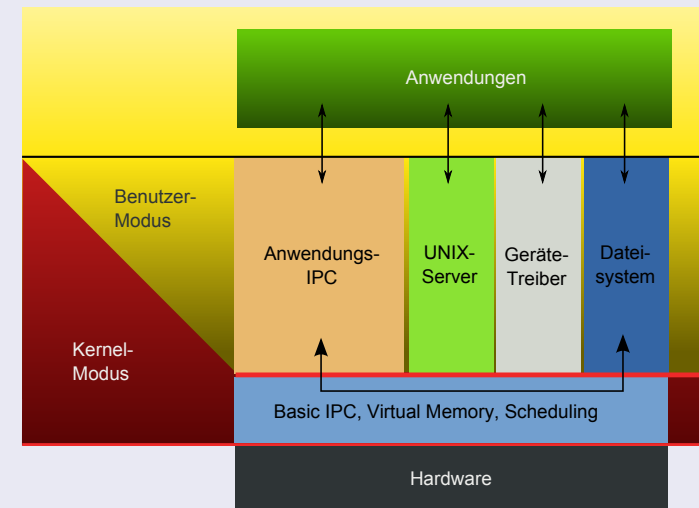 Anwendungen
Benutzer-
Modus
Anwendungs-
IPC
UNIX-
Server
Geräte-
Treiber
Datei-
system
Kernel-
Modus
Basic IPC, Virtual Memory, Scheduling
Hardware